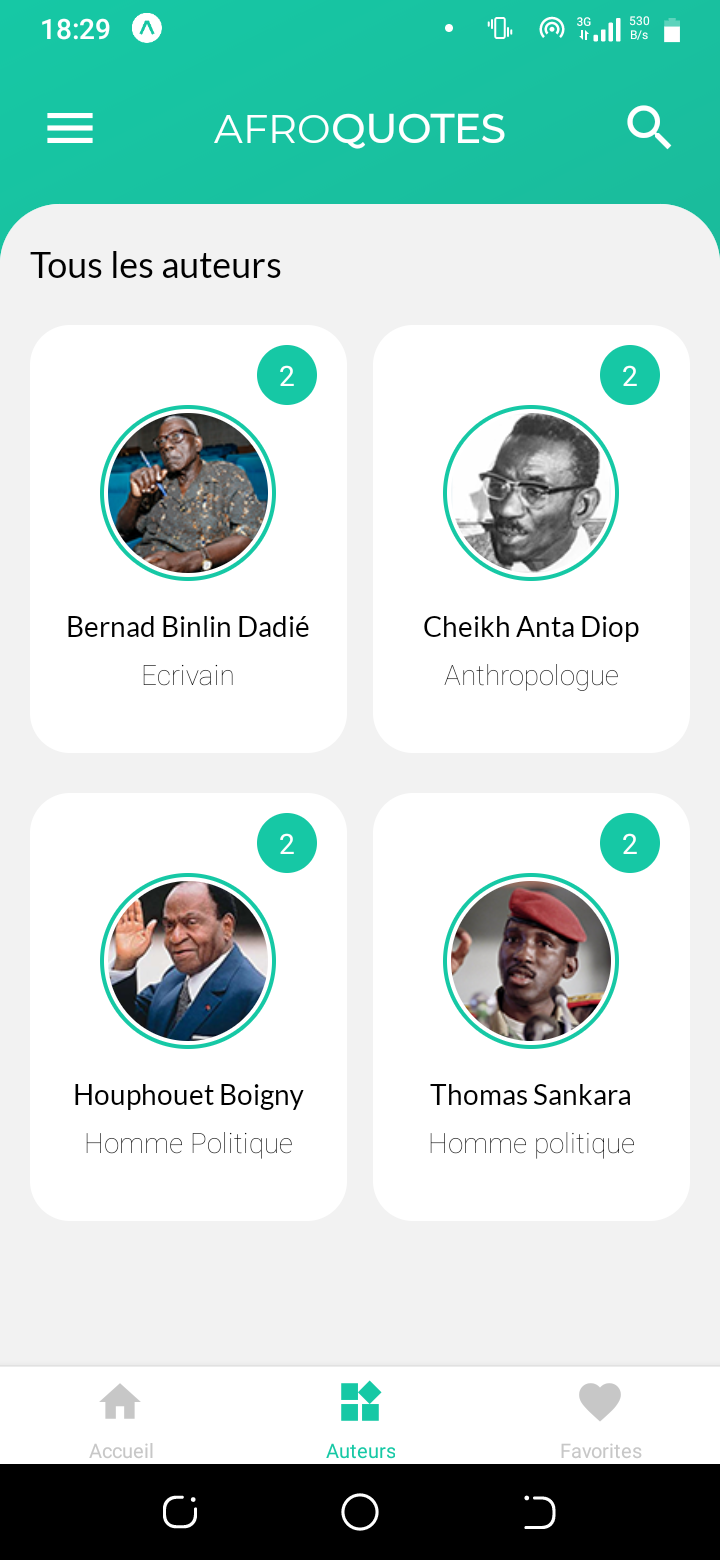 18:29
3G
530
B/s
AFROQUOTES
Tous les auteurs
2
2
Bernad Binlin Dadié
Cheikh Anta Diop
Ecrivain
Anthropologue
2
2
Houphouet Boigny
Thomas Sankara
Homme Politique
Homme politique
Accueil
Auteurs
Favorites